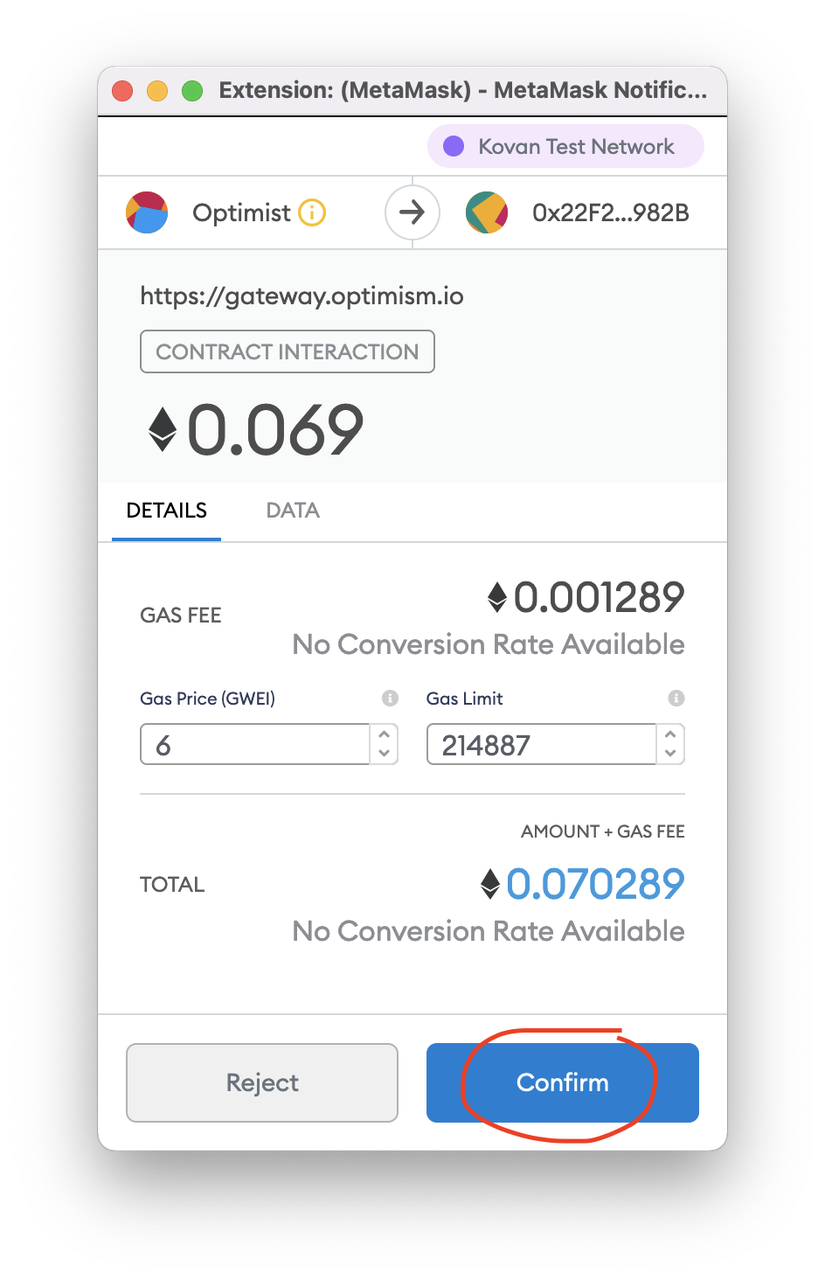 Extension: (MetaMask) - MetaMask Notific...
Kovan Test Network
Optimist
0x22F2...982B
https://gateway.optimism.io
CONTRACT INTERACTION
0.069
DETAILS DATA
GAS FEE
0.001289
No Conversion Rate Available
Gas Price (GWEI) Gas Limit
6 214887
AMOUNT + GAS FEE
TOTAL
0.070289
No Conversion Rate Available
Reject Confirm